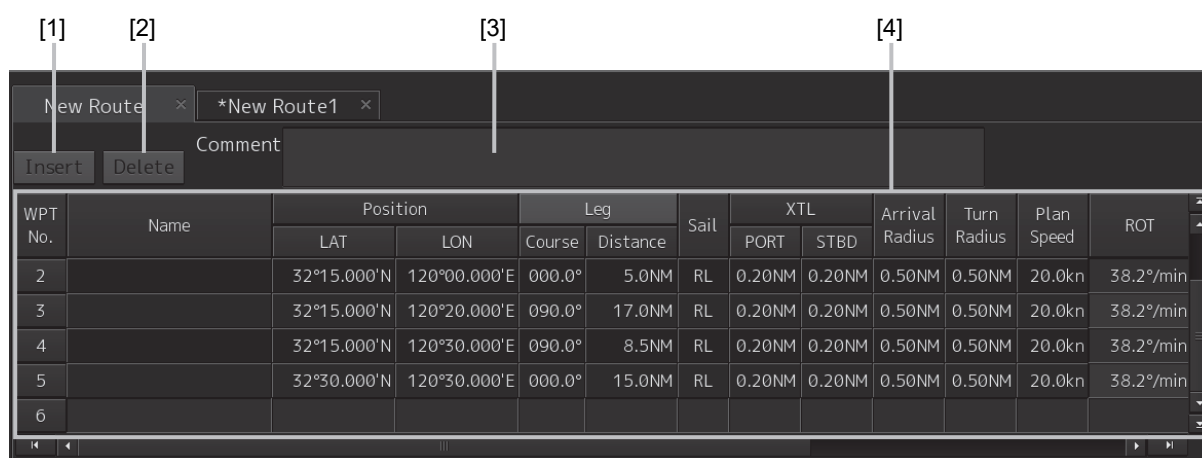 [1] [2] [3] [4]
New Route × *New Route1 ×
Comment
Insert Delete
WPT No. Name Position Leg Sail XTL Arrival Radius Turn Radius Plan Speed ROT
LAT LON Course Distance PORT STBD
2 32°15.000'N 120°00.000'E 000.0° 5.0NM RL 0.20NM 0.20NM 0.50NM 0.50NM 20.0kn 38.2°/min
3 32°15.000'N 120°20.000'E 090.0° 17.0NM RL 0.20NM 0.20NM 0.50NM 0.50NM 20.0kn 38.2°/min
4 32°15.000'N 120°30.000'E 090.0° 8.5NM RL 0.20NM 0.20NM 0.50NM 0.50NM 20.0kn 38.2°/min
5 32°30.000'N 120°30.000'E 000.0° 15.0NM RL 0.20NM 0.20NM 0.50NM 0.50NM 20.0kn 38.2°/min
6